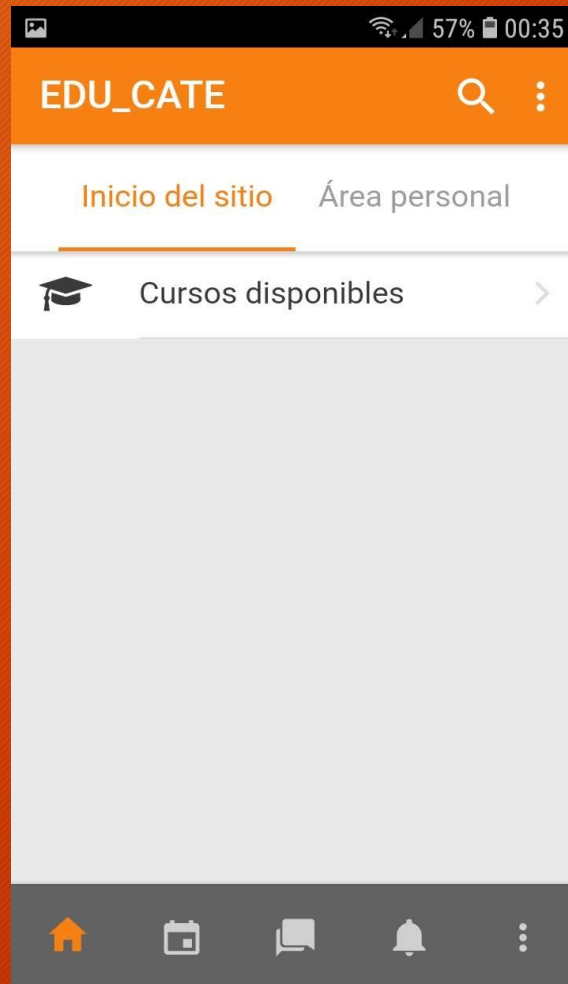 57% 00:35
EDU_CATE
Inicio del sitio Área personal
Cursos disponibles